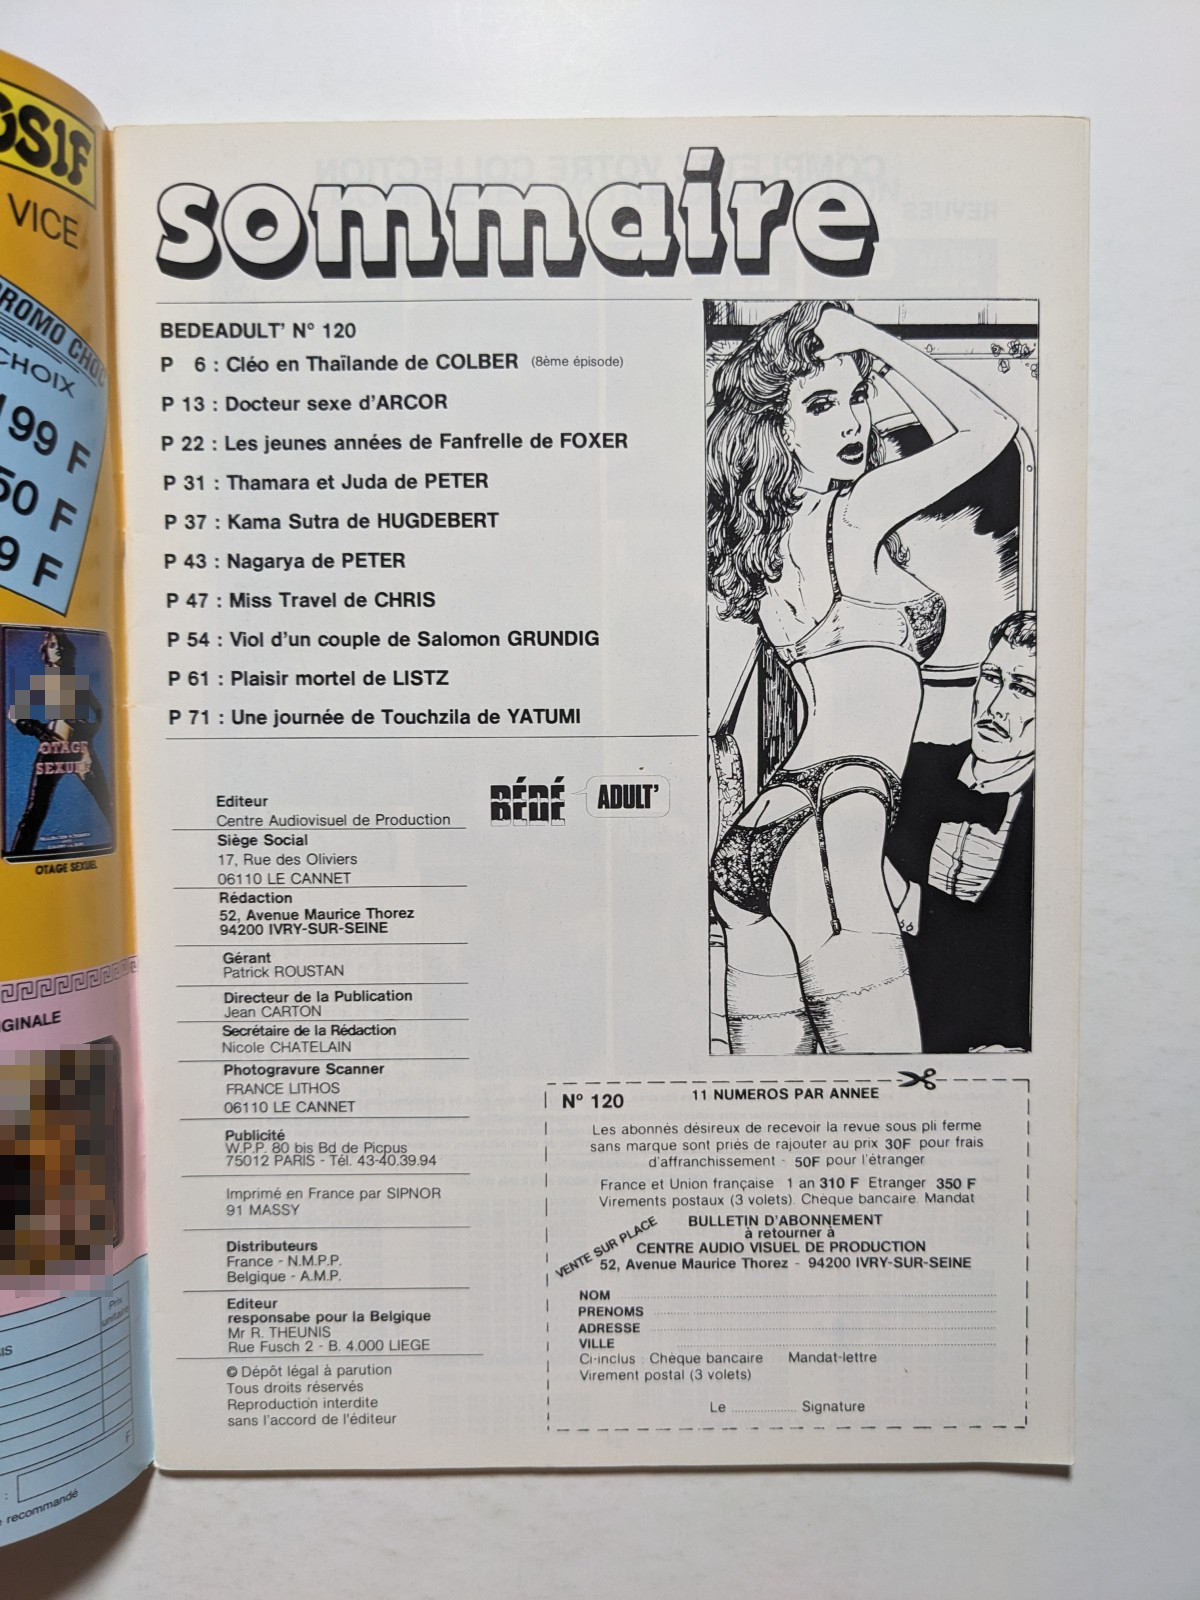 VICE
PROMO CHOC
CHOIX
199 F
50 F
9 F
OTAGE
SEXUEL
OTAGE SEXUEL
Prix
unitaire
F
recommandé
sommaire
BEDEADULT' N° 120
P 6 : Cléo en Thaïlande de COLBER (8ème épisode)
P 13 : Docteur sexe d'ARCOR
P 22 : Les jeunes années de Fanfrelle de FOXER
P 31 : Thamara et Juda de PETER
P 37 : Kama Sutra de HUGDEBERT
P 43 : Nagarya de PETER
P 47 : Miss Travel de CHRIS
P 54 : Viol d'un couple de Salomon GRUNDIG
P 61 : Plaisir mortel de LISTZ
P 71 : Une journée de Touchzila de YATUMI
BÉDÉ ADULT'
Editeur
Centre Audiovisuel de Production
Siège Social
17, Rue des Oliviers
06110 LE CANNET
Rédaction
52, Avenue Maurice Thorez
94200 IVRY-SUR-SEINE
Gérant
Patrick ROUSTAN
Directeur de la Publication
Jean CARTON
Secrétaire de la Rédaction
Nicole CHATELAIN
Photogravure Scanner
FRANCE LITHOS
06110 LE CANNET
Publicité
W.P.P. 80 bis Bd de Picpus
75012 PARIS - Tél. 43-40.39.94
Imprimé en France par SIPNOR
91 MASSY
Distributeurs
France - N.M.P.P.
Belgique - A.M.P.
Editeur
responsabe pour la Belgique
Mr R. THEUNIS
Rue Fusch 2 - B. 4.000 LIEGE
© Dépôt légal à parution
Tous droits réservés
Reproduction interdite
sans l'accord de l'éditeur
N° 120 11 NUMEROS PAR ANNEE
Les abonnés désireux de recevoir la revue sous pli ferme
sans marque sont priés de rajouter au prix 30F pour frais
d'affranchissement - 50F pour l'étranger
France et Union française 1 an 310 F Etranger 350 F
Virements postaux (3 volets). Chèque bancaire. Mandat
VENTE SUR PLACE
BULLETIN D'ABONNEMENT
à retourner à
CENTRE AUDIO VISUEL DE PRODUCTION
52, Avenue Maurice Thorez - 94200 IVRY-SUR-SEINE
NOM
PRENOMS
ADRESSE
VILLE
Ci-inclus : Chèque bancaire Mandat-lettre
Virement postal (3 volets)
Le .................. Signature